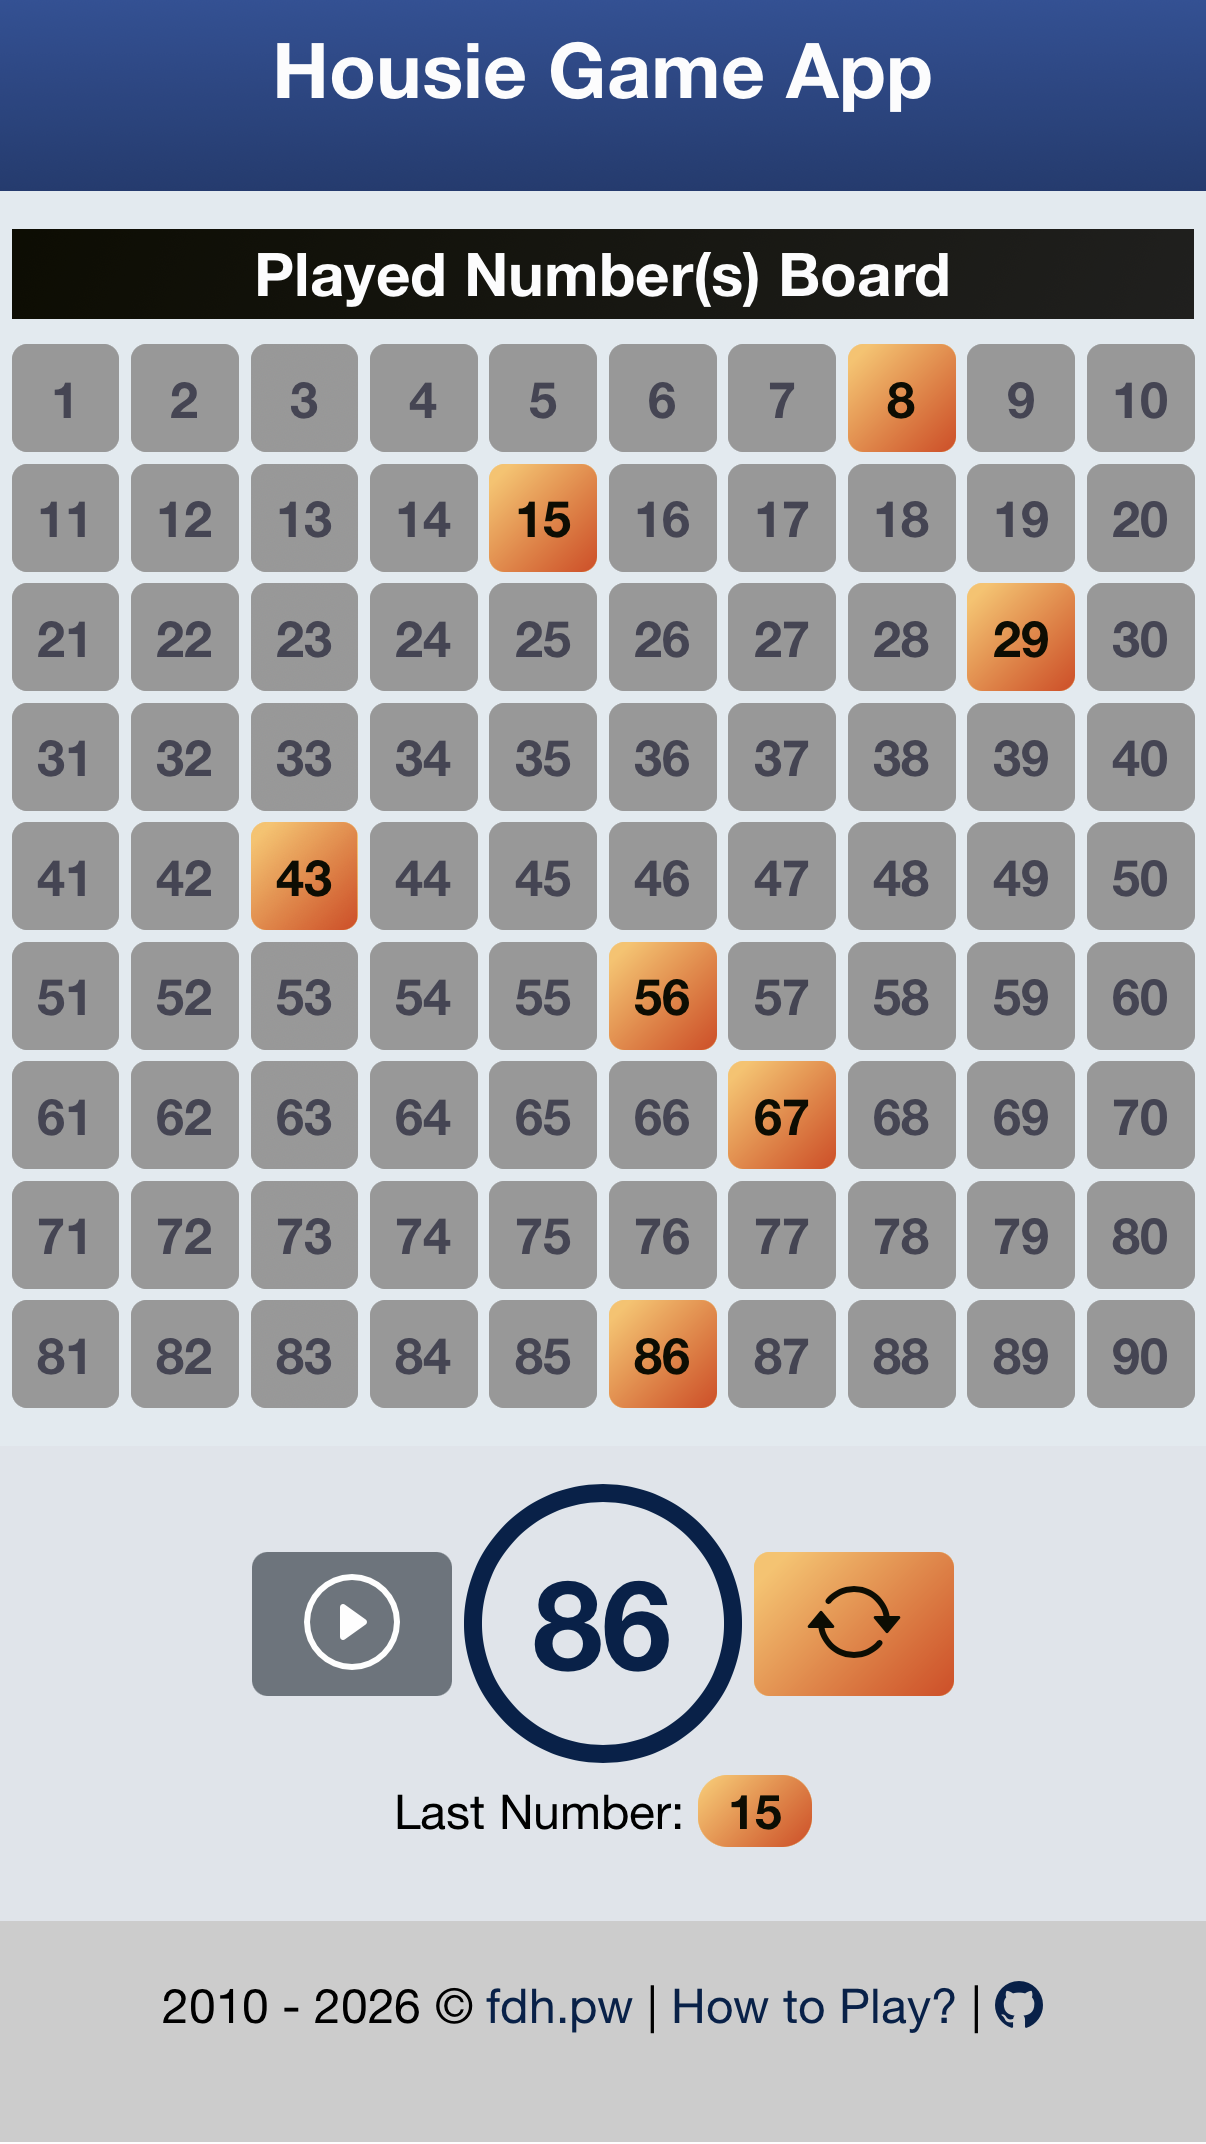 Housie Game App
Played Number(s) Board
1 2 3 4 5 6 7 8 9 10
11 12 13 14 15 16 17 18 19 20
21 22 23 24 25 26 27 28 29 30
31 32 33 34 35 36 37 38 39 40
41 42 43 44 45 46 47 48 49 50
51 52 53 54 55 56 57 58 59 60
61 62 63 64 65 66 67 68 69 70
71 72 73 74 75 76 77 78 79 80
81 82 83 84 85 86 87 88 89 90
86
Last Number: 15
2010 - 2026 © fdh.pw | How to Play? |